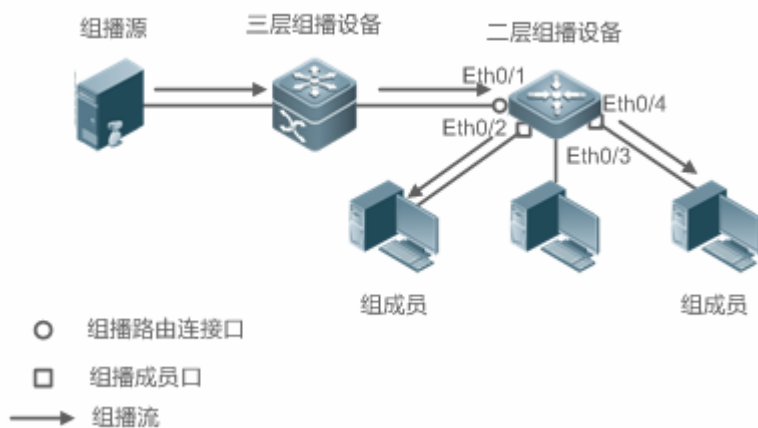 组播源
三层组播设备
二层组播设备
Eth0/1
Eth0/4
Eth0/2
Eth0/3
组成员
组成员
组播路由连接口
组播成员口
组播流